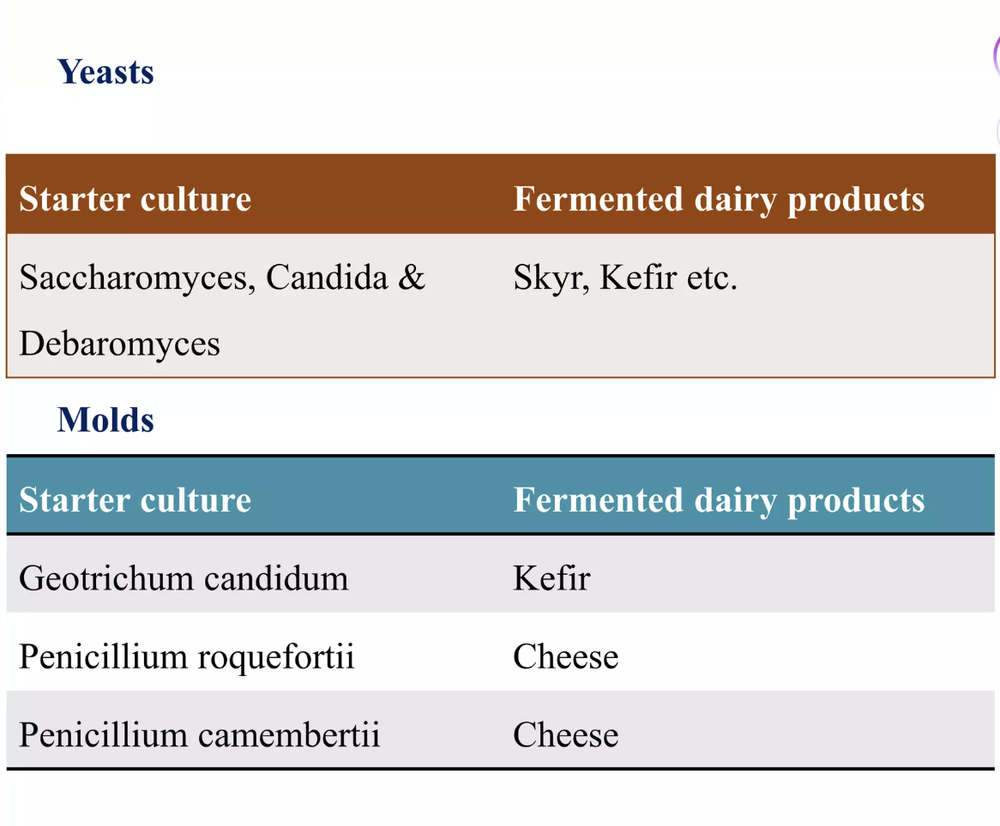 Yeasts
Starter culture Fermented dairy products
Saccharomyces, Candida & Skyr, Kefir etc.
Debaromyces
Molds
Starter culture Fermented dairy products
Geotrichum candidum Kefir
Penicillium roquefortii Cheese
Penicillium camembertii Cheese